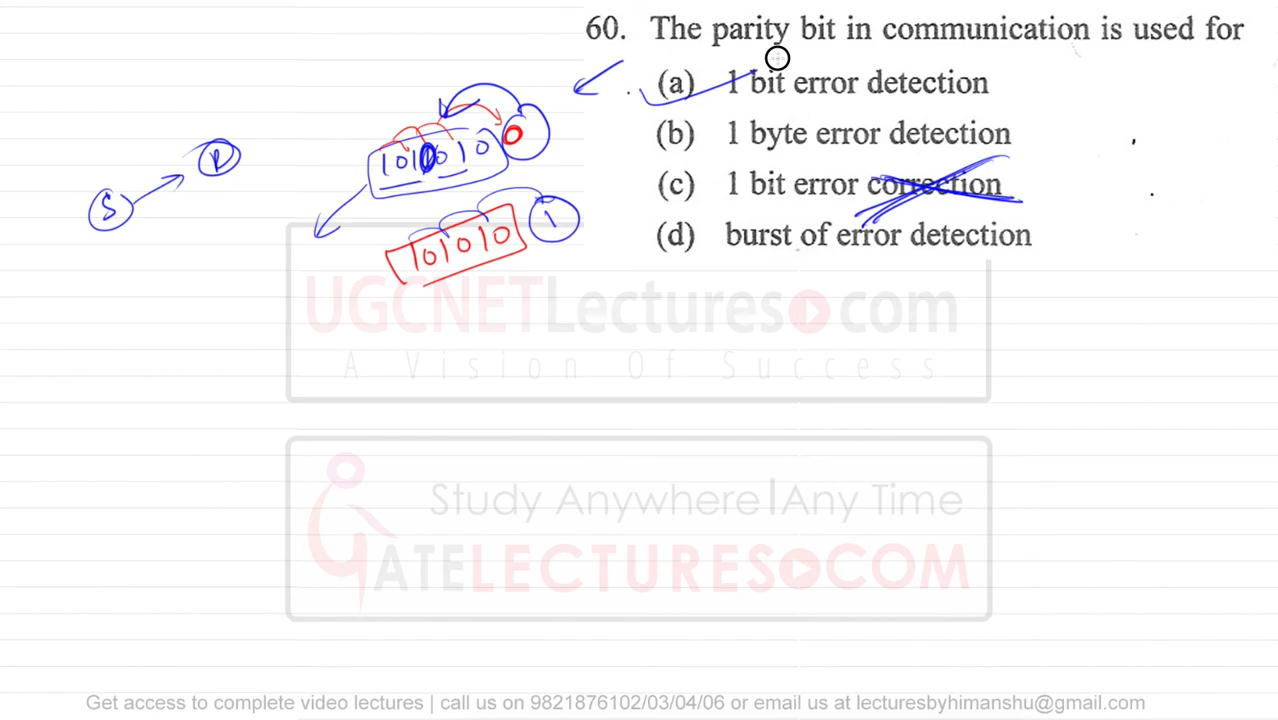 60. The parity bit in communication is used for
(a) 1 bit error detection
(b) 1 byte error detection
(c) 1 bit error correction
(d) burst of error detection
S
D
0
101010
1
UGCNETLectures.com
A Vision Of Success
Study Anywhere|Any Time
GATELECTURES.COM
Get access to complete video lectures | call us on 9821876102/03/04/06 or email us at lecturesbyhimanshu@gmail.com